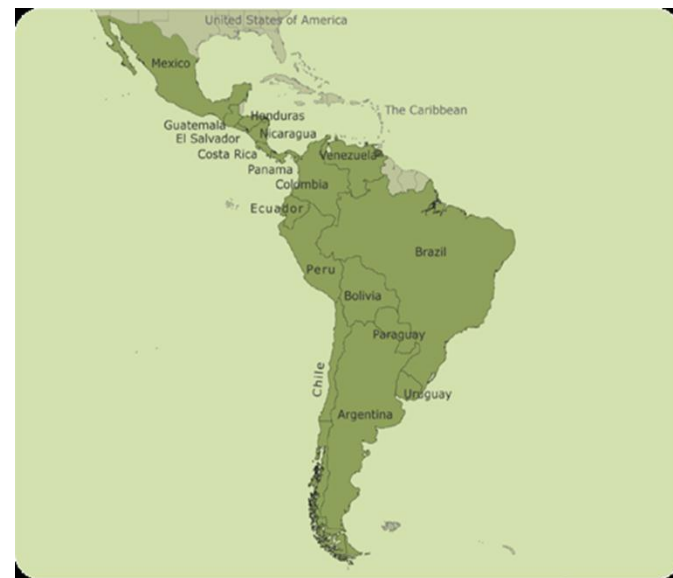 United States of America
Mexico
The Caribbean
Honduras
Guatemala
Nicaragua
El Salvador
Costa Rica
Venezuela
Panama
Colombia
Ecuador
Brazil
Peru
Bolivia
Paraguay
Chile
Uruguay
Argentina